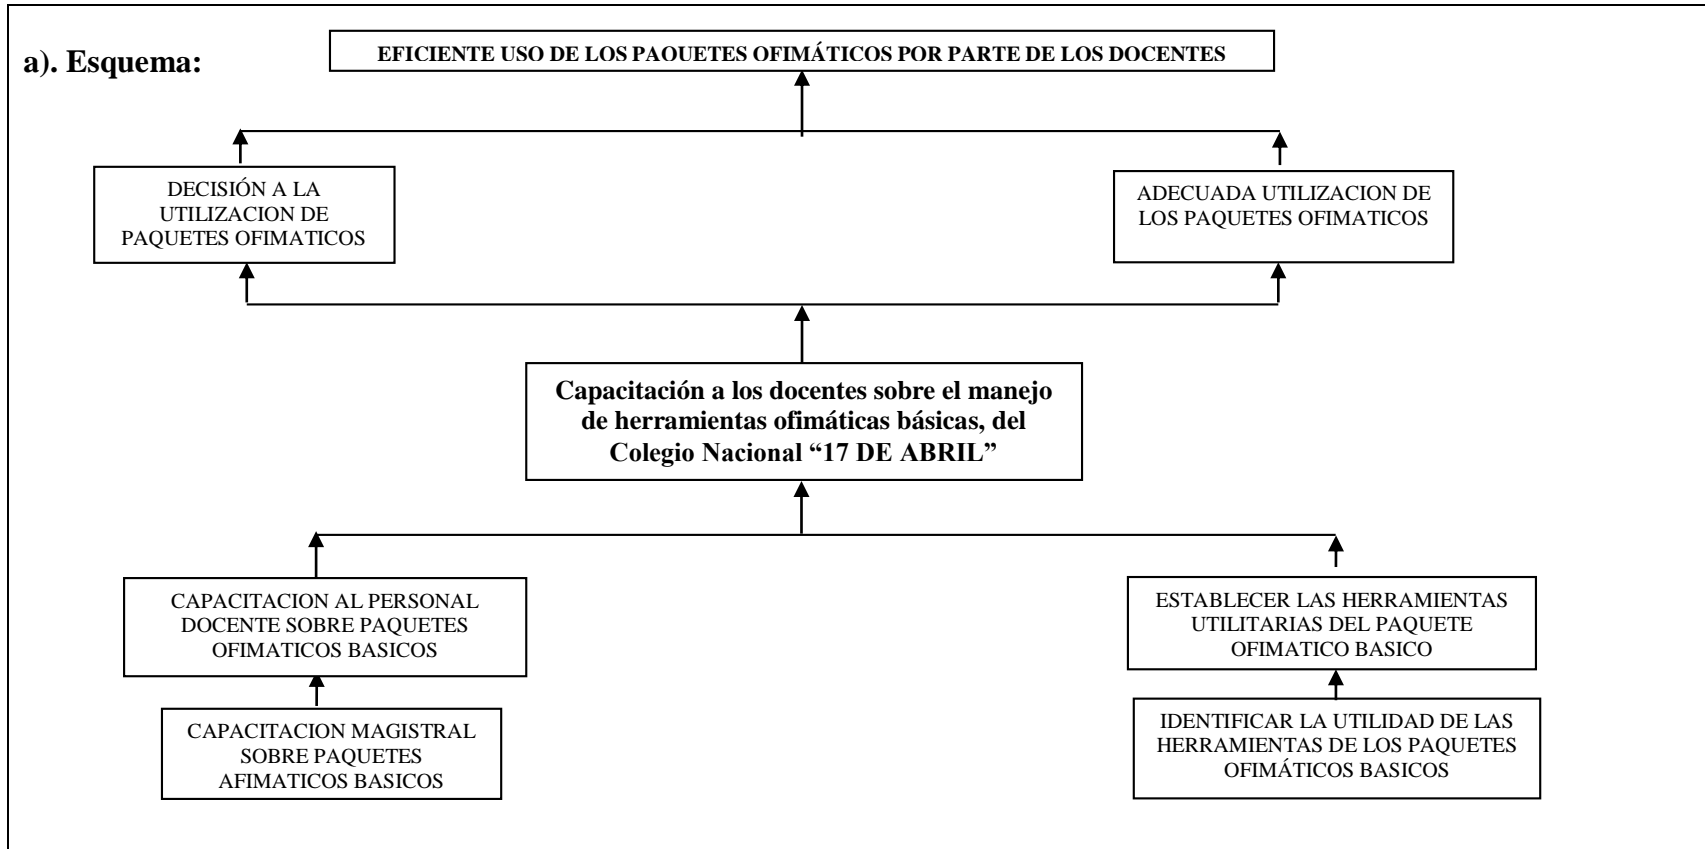 a). Esquema:
EFICIENTE USO DE LOS PAQUETES OFIMÁTICOS POR PARTE DE LOS DOCENTES
DECISIÓN A LA
UTILIZACION DE
PAQUETES OFIMATICOS
ADECUADA UTILIZACION DE
LOS PAQUETES OFIMATICOS
Capacitación a los docentes sobre el manejo
de herramientas ofimáticas básicas, del
Colegio Nacional “17 DE ABRIL”
CAPACITACION AL PERSONAL
DOCENTE SOBRE PAQUETES
OFIMATICOS BASICOS
ESTABLECER LAS HERRAMIENTAS
UTILITARIAS DEL PAQUETE
OFIMATICO BASICO
CAPACITACION MAGISTRAL
SOBRE PAQUETES
AFIMATICOS BASICOS
IDENTIFICAR LA UTILIDAD DE LAS
HERRAMIENTAS DE LOS PAQUETES
OFIMÁTICOS BASICOS